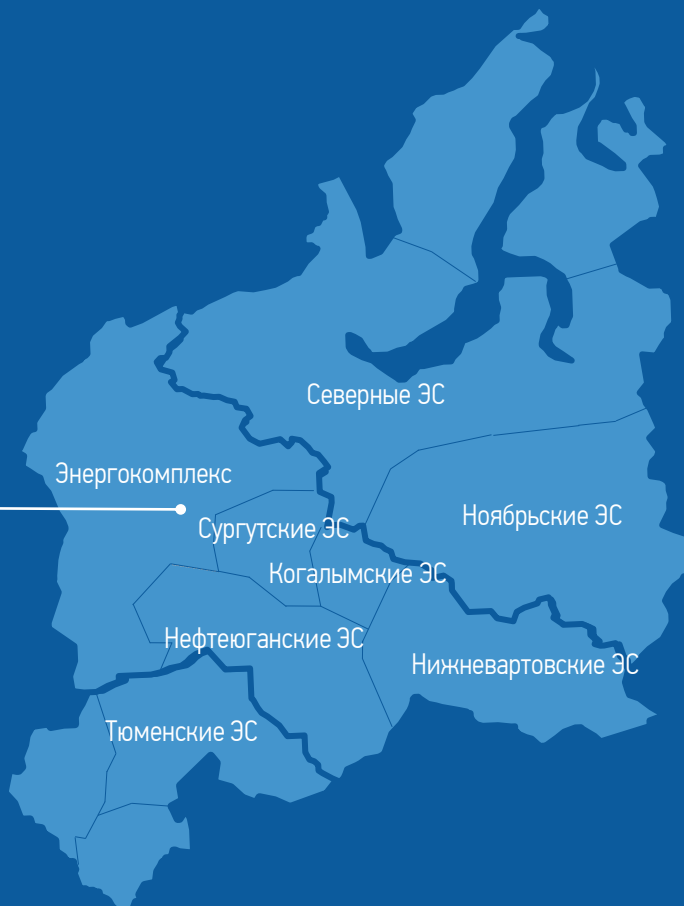 Северные ЭС
Энергокомплекс
Ноябрьские ЭС
Сургутские ЭС
Когалымские ЭС
Нефтеюганские ЭС
Нижневартовские ЭС
Тюменские ЭС